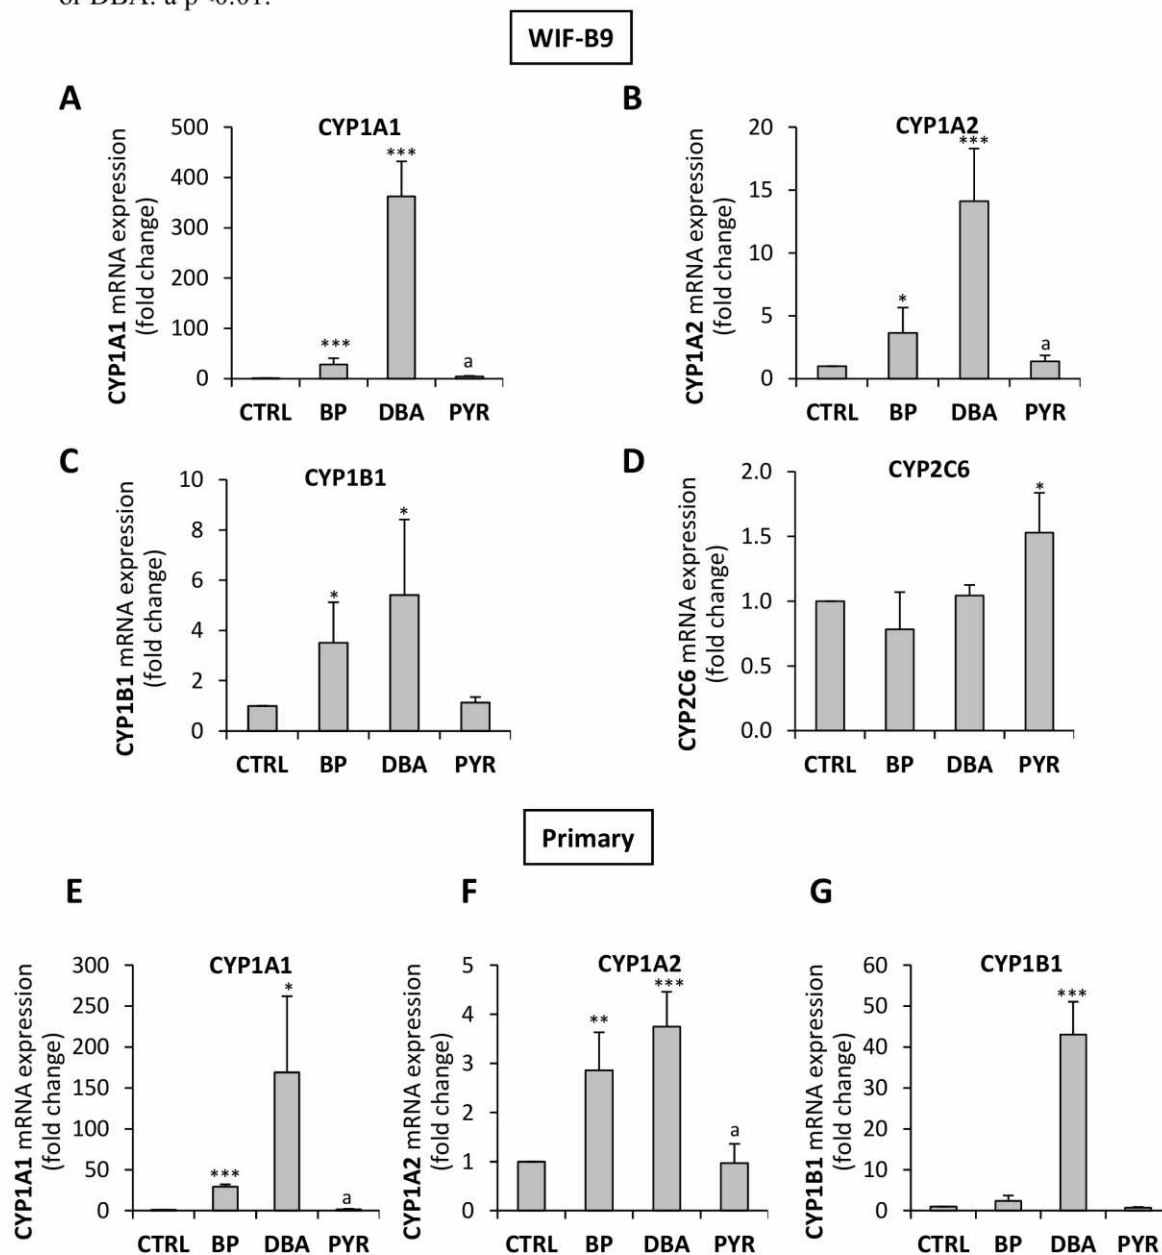 or DBA: a p<0.01.
WIF-B9
A
B
CYP1A1
CYP1A1 mRNA expression
(fold change)
500
400
300
200
100
0
***
***
a
CTRL BP DBA PYR
CYP1A2
CYP1A2 mRNA expression
(fold change)
20
15
10
5
0
*
***
a
CTRL BP DBA PYR
C
D
CYP1B1
CYP1B1 mRNA expression
(fold change)
10
8
6
4
2
0
*
*
CTRL BP DBA PYR
CYP2C6
CYP2C6 mRNA expression
(fold change)
2.0
1.5
1.0
0.5
0.0
*
CTRL BP DBA PYR
Primary
E
F
G
CYP1A1
CYP1A1 mRNA expression
(fold change)
300
250
200
150
100
50
0
***
*
a
CTRL BP DBA PYR
CYP1A2
CYP1A2 mRNA expression
(fold change)
5
4
3
2
1
0
**
***
a
CTRL BP DBA PYR
CYP1B1
CYP1B1 mRNA expression
(fold change)
60
50
40
30
20
10
0
***
CTRL BP DBA PYR